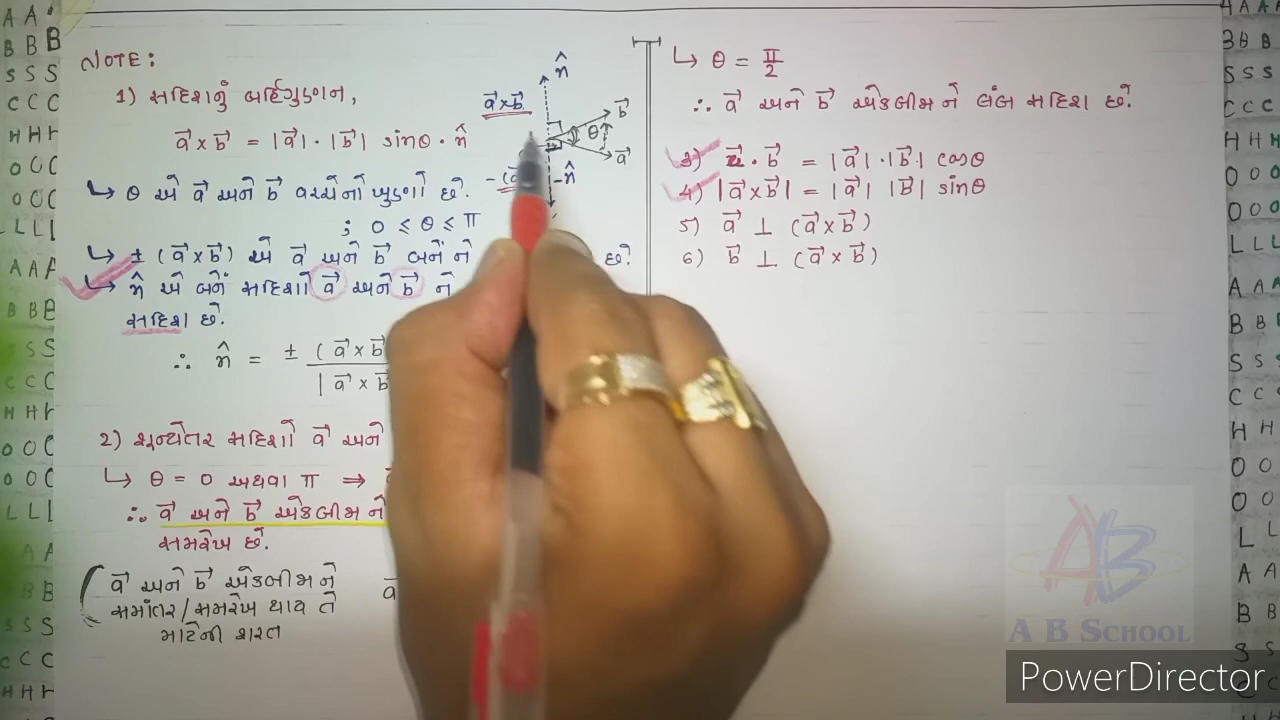 NOTE:
1) સદિશનું બહિર્ગુણન,
a⃗ × b⃗ = |a⃗| · |b⃗| sinθ · n̂
↳ θ એ a⃗ અને b⃗ વચ્ચેનો ખુણો છે.
; 0 ≤ θ ≤ π
↳ ± (a⃗ × b⃗) એ a⃗ અને b⃗ બંને ને છે?
↳ n̂ એ બંને સદિશો a⃗ અને b⃗ ને
સદિશ છે.
∴ n̂ = ± (a⃗ × b⃗
|a⃗ × b⃗
2) શૂન્યેતર સદિશો a⃗ અને
↳ θ = 0 અથવા π ⇒
∴ a⃗ અને b⃗ એકબીજાને
સમરેખ છે.
a⃗ અને b⃗ એકબીજાને
સમાંતર/સમરેખ થાય તે
માટેની શરત
a⃗
n̂
a⃗×b⃗
b⃗
θ
a⃗
-n̂
↳ θ = π/2
∴ a⃗ અને b⃗ એકબીજાને લંબ સદિશ છે.
3) a⃗ · b⃗ = |a⃗| · |b⃗| cosθ
4) |a⃗ × b⃗| = |a⃗| |b⃗| sinθ
5) a⃗ ⊥ (a⃗ × b⃗)
6) b⃗ ⊥ (a⃗ × b⃗)
AB
A B SCHOOL
PowerDirector